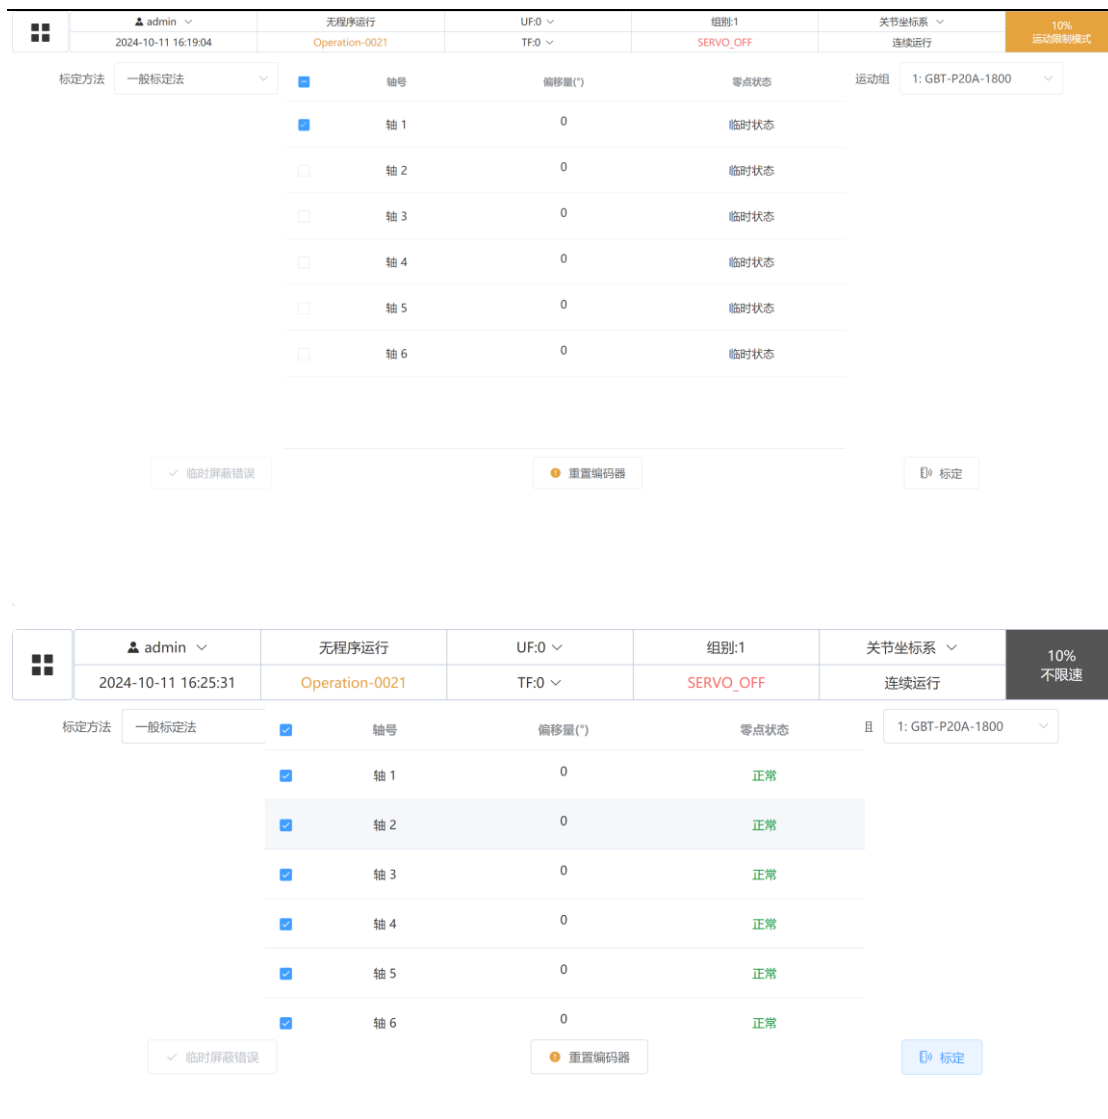 admin 无程序运行 UF:0 组别:1 关节坐标系 10%
2024-10-11 16:19:04 Operation-0021 TF:0 SERVO_OFF 连续运行 运动限制模式
标定方法 一般标定法 轴号 偏移量(°) 零点状态 运动组 1: GBT-P20A-1800
轴 1 0 临时状态
轴 2 0 临时状态
轴 3 0 临时状态
轴 4 0 临时状态
轴 5 0 临时状态
轴 6 0 临时状态
临时屏蔽错误 重置编码器 标定
admin 无程序运行 UF:0 组别:1 关节坐标系 10%
2024-10-11 16:25:31 Operation-0021 TF:0 SERVO_OFF 连续运行 不限速
标定方法 一般标定法 轴号 偏移量(°) 零点状态 1: GBT-P20A-1800
轴 1 0 正常
轴 2 0 正常
轴 3 0 正常
轴 4 0 正常
轴 5 0 正常
轴 6 0 正常
临时屏蔽错误 重置编码器 标定